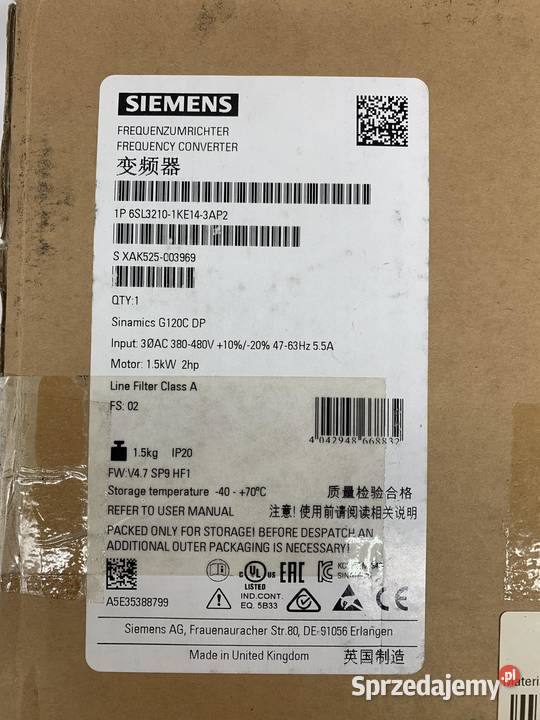 SIEMENS
FREQUENZUMRICHTER
FREQUENCY CONVERTER
变频器
1P 6SL3210-1KE14-3AP2
S XAK525-003969
QTY:1
Sinamics G120C DP
Input: 3ØAC 380-480V +10%/-20% 47-63Hz 5.5A
Motor: 1.5kW 2hp
Line Filter Class A
FS: 02
4 042948 668832
1.5kg IP20
FW:V4.7 SP9 HF1
Storage temperature -40 - +70ºC
质量检验合格
REFER TO USER MANUAL
注意! 使用前请阅读相关说明
PACKED ONLY FOR STORAGE! BEFORE DESPATCH AN
ADDITIONAL OUTER PACKAGING IS NECESSARY!
c UL US EAC
LISTED
IND.CONT.
EQ. 5B33
CE
A5E35388799
Siemens AG, Frauenauracher Str.80, DE-91056 Erlangen
Made in United Kingdom 英国制造
Sprzedajemy.pl